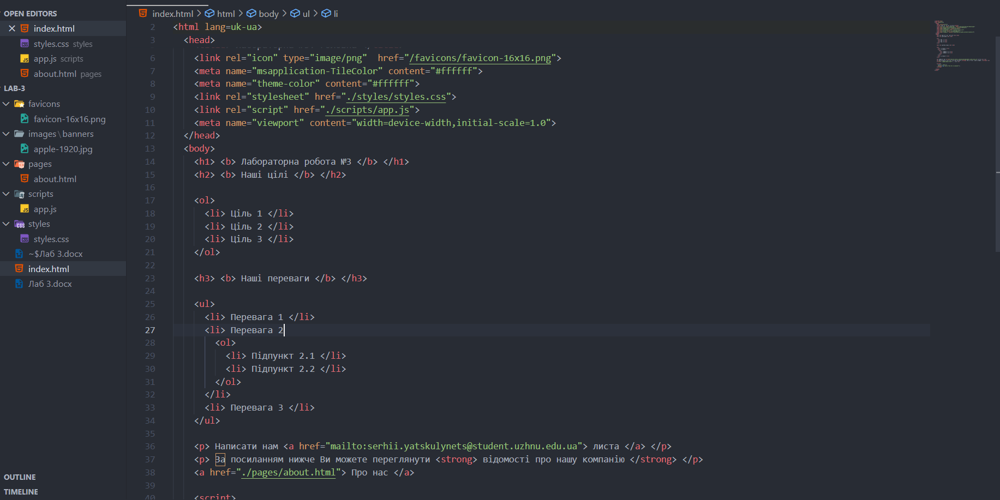 OPEN EDITORS
index.html
styles.css styles
app.js scripts
about.html pages
LAB-3
favicons
favicon-16x16.png
images\banners
apple-1920.jpg
pages
about.html
scripts
app.js
styles
styles.css
~$Лаб 3.docx
index.html
Лаб 3.docx
OUTLINE
TIMELINE
index.html > html > body > ul > li
2 <html lang=uk-ua>
3 <head>
6 <link rel="icon" type="image/png"  href="/favicons/favicon-16x16.png">
7 <meta name="msapplication-TileColor" content="#ffffff">
8 <meta name="theme-color" content="#ffffff">
9 <link rel="stylesheet" href="./styles/styles.css">
10 <link rel="script" href="./scripts/app.js">
11 <meta name="viewport" content="width=device-width,initial-scale=1.0">
12 </head>
13 <body>
14 <h1> <b> Лабораторна робота №3 </b> </h1>
15 <h2> <b> Наші цілі </b> </h2>
16
17 <ol>
18 <li> Ціль 1 </li>
19 <li> Ціль 2 </li>
20 <li> Ціль 3 </li>
21 </ol>
22
23 <h3> <b> Наші переваги </b> </h3>
24
25 <ul>
26 <li> Перевага 1 </li>
27 <li> Перевага 2
28 <ol>
29 <li> Підпункт 2.1 </li>
30 <li> Підпункт 2.2 </li>
31 </ol>
32 </li>
33 <li> Перевага 3 </li>
34 </ul>
35
36 <p> Написати нам <a href="mailto:serhii.yatskulynets@student.uzhnu.edu.ua"> листа </a> </p>
37 <p> За посиланням нижче Ви можете переглянути <strong> відомості про нашу компанію </strong> </p>
38 <a href="./pages/about.html"> Про нас </a>
39
40 <script>